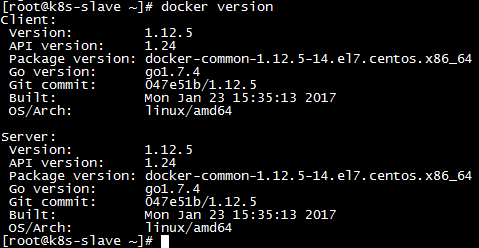 [root@k8s-slave ~]# docker version
Client:
 Version:         1.12.5
 API version:     1.24
 Package version: docker-common-1.12.5-14.el7.centos.x86_64
 Go version:      go1.7.4
 Git commit:      047e51b/1.12.5
 Built:           Mon Jan 23 15:35:13 2017
 OS/Arch:         linux/amd64

Server:
 Version:         1.12.5
 API version:     1.24
 Package version: docker-common-1.12.5-14.el7.centos.x86_64
 Go version:      go1.7.4
 Git commit:      047e51b/1.12.5
 Built:           Mon Jan 23 15:35:13 2017
 OS/Arch:         linux/amd64
[root@k8s-slave ~]#